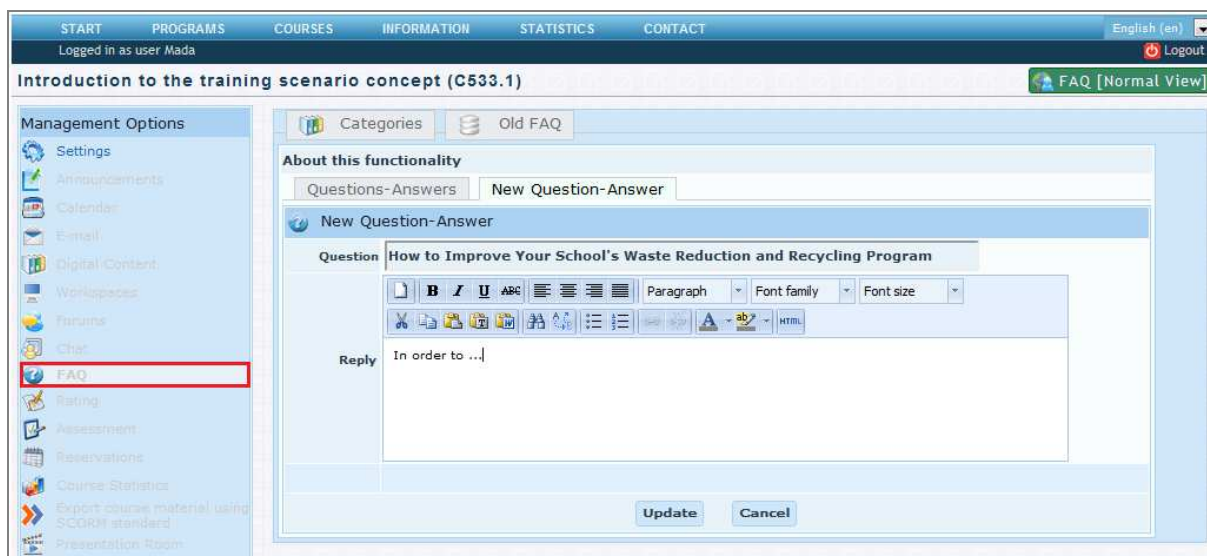 START PROGRAMS COURSES INFORMATION STATISTICS CONTACT English (en)
Logged in as user Mada Logout
Introduction to the training scenario concept (C533.1) FAQ [Normal View]
Management Options
Settings
Announcements
Calendar
E-mail
Digital Content
Workspaces
Forums
Chat
FAQ
Rating
Assessment
Reservations
Course Statistics
Export course material using
SCORM standard
Presentation Room
Categories Old FAQ
About this functionality
Questions-Answers New Question-Answer
New Question-Answer
Question How to Improve Your School's Waste Reduction and Recycling Program
B I U ABC Paragraph Font family Font size
A ab HTML
Reply In order to ...
Update Cancel